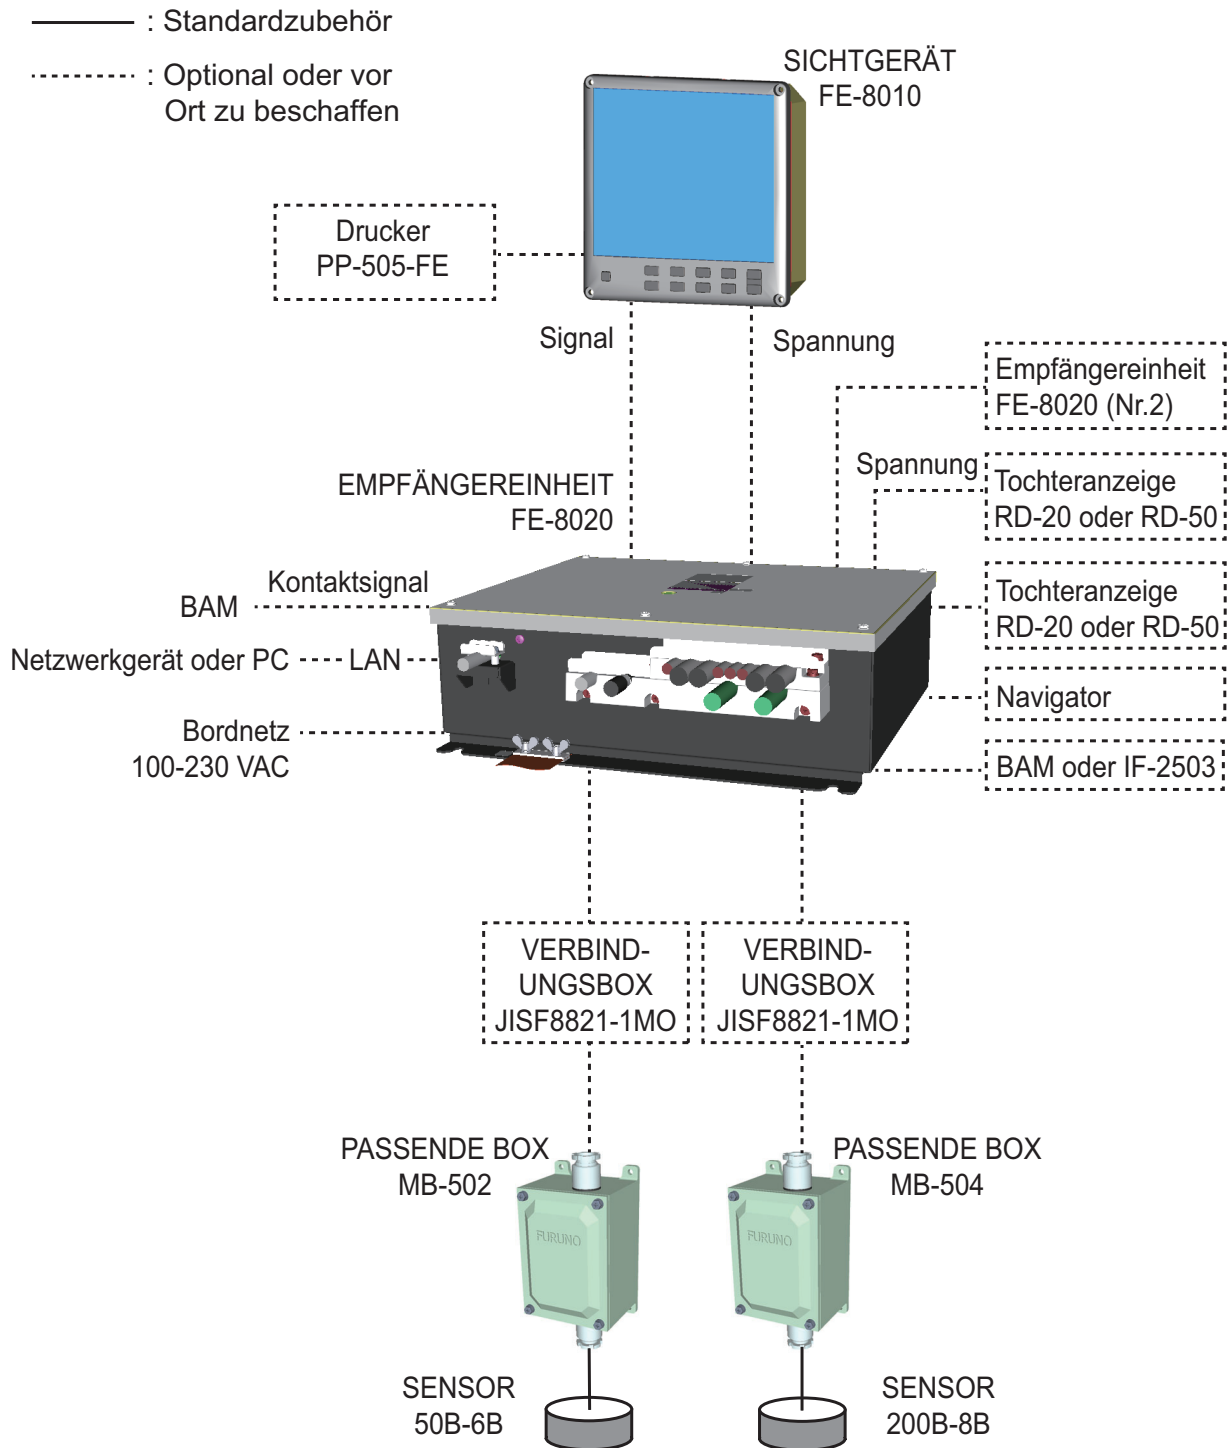 : Standardzubehör
: Optional oder vor
Ort zu beschaffen
SICHTGERÄT
FE-8010
Drucker
PP-505-FE
Signal
Spannung
Empfängereinheit
FE-8020 (Nr.2)
Spannung
Tochteranzeige
RD-20 oder RD-50
EMPFÄNGEREINHEIT
FE-8020
Kontaktsignal
BAM
Tochteranzeige
RD-20 oder RD-50
Netzwerkgerät oder PC
LAN
Navigator
Bordnetz
100-230 VAC
BAM oder IF-2503
VERBIND-
UNGSBOX
JISF8821-1MO
VERBIND-
UNGSBOX
JISF8821-1MO
PASSENDE BOX
MB-502
PASSENDE BOX
MB-504
FURUNO
FURUNO
SENSOR
50B-6B
SENSOR
200B-8B